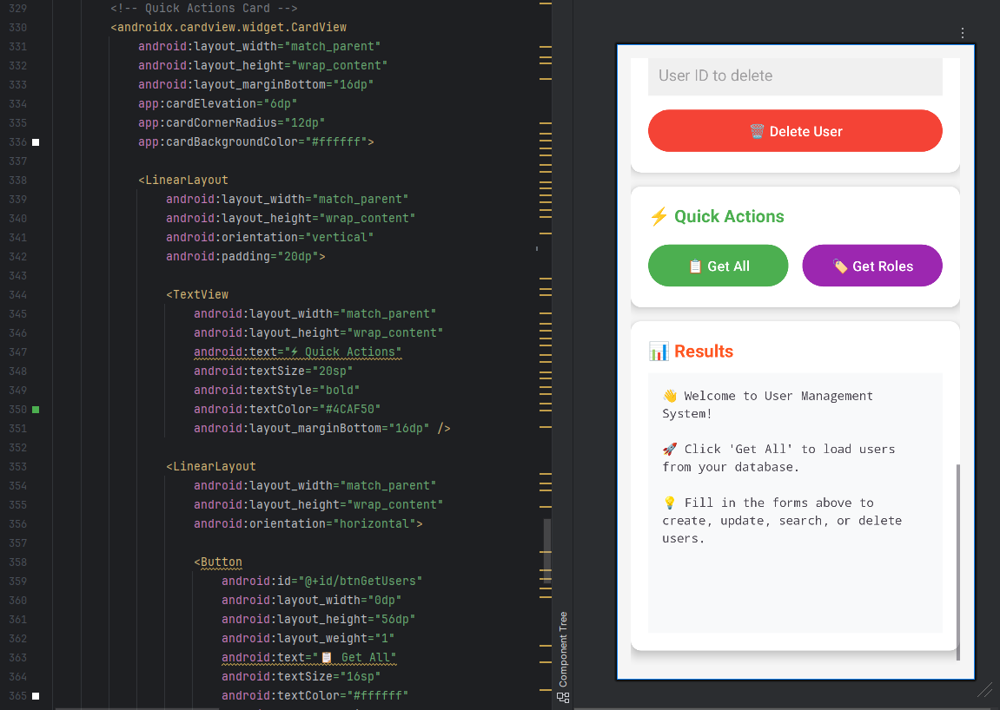 329 <!-- Quick Actions Card -->
330 <androidx.cardview.widget.CardView
331 android:layout_width="match_parent"
332 android:layout_height="wrap_content"
333 android:layout_marginBottom="16dp"
334 app:cardElevation="6dp"
335 app:cardCornerRadius="12dp"
336 app:cardBackgroundColor="#ffffff">
337
338 <LinearLayout
339 android:layout_width="match_parent"
340 android:layout_height="wrap_content"
341 android:orientation="vertical"
342 android:padding="20dp">
343
344 <TextView
345 android:layout_width="match_parent"
346 android:layout_height="wrap_content"
347 android:text="⚡ Quick Actions"
348 android:textSize="20sp"
349 android:textStyle="bold"
350 android:textColor="#4CAF50"
351 android:layout_marginBottom="16dp" />
352
353 <LinearLayout
354 android:layout_width="match_parent"
355 android:layout_height="wrap_content"
356 android:orientation="horizontal">
357
358 <Button
359 android:id="@+id/btnGetUsers"
360 android:layout_width="0dp"
361 android:layout_height="56dp"
362 android:layout_weight="1"
363 android:text="📋 Get All"
364 android:textSize="16sp"
365 android:textColor="#ffffff"
Component Tree
User ID to delete
🗑️ Delete User
⚡ Quick Actions
📋 Get All
🏷️ Get Roles
📊 Results
👋 Welcome to User Management
System!
🚀 Click 'Get All' to load users
from your database.
💡 Fill in the forms above to
create, update, search, or delete
users.